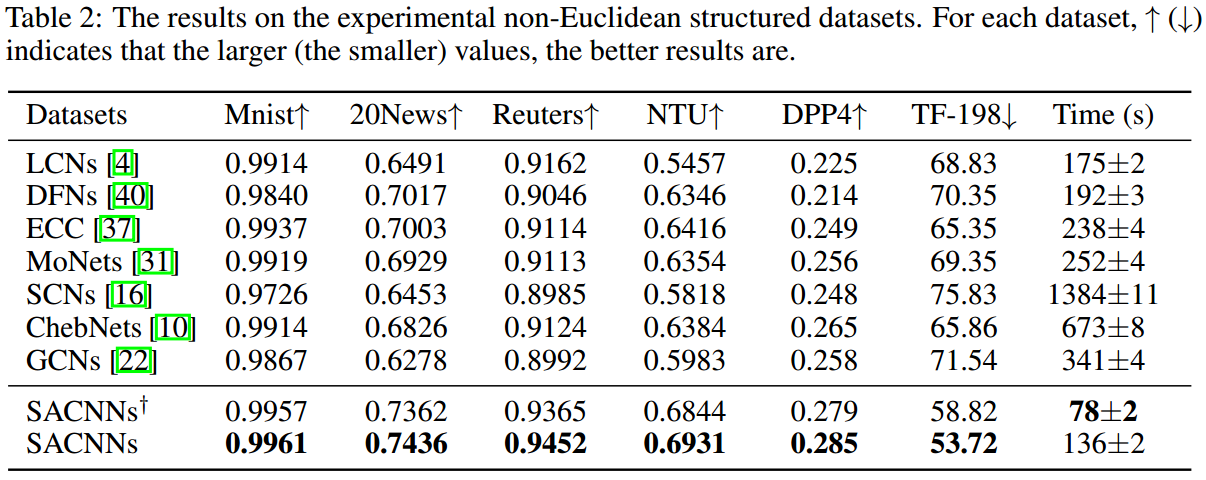 Table 2: The results on the experimental non-Euclidean structured datasets. For each dataset, ↑ (↓)
indicates that the larger (the smaller) values, the better results are.
Datasets Mnist↑ 20News↑ Reuters↑ NTU↑ DPP4↑ TF-198↓ Time (s)
LCNs [4] 0.9914 0.6491 0.9162 0.5457 0.225 68.83 175±2
DFNs [40] 0.9840 0.7017 0.9046 0.6346 0.214 70.35 192±3
ECC [37] 0.9937 0.7003 0.9114 0.6416 0.249 65.35 238±4
MoNets [31] 0.9919 0.6929 0.9113 0.6354 0.256 69.35 252±4
SCNs [16] 0.9726 0.6453 0.8985 0.5818 0.248 75.83 1384±11
ChebNets [10] 0.9914 0.6826 0.9124 0.6384 0.265 65.86 673±8
GCNs [22] 0.9867 0.6278 0.8992 0.5983 0.258 71.54 341±4
SACNNs† 0.9957 0.7362 0.9365 0.6844 0.279 58.82 78±2
SACNNs 0.9961 0.7436 0.9452 0.6931 0.285 53.72 136±2